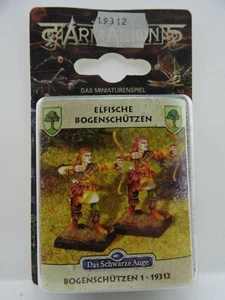 19312
ARMALION
DAS MINIATURENSPIEL
ELFISCHE
BOGENSCHÜTZEN
Das Schwarze Auge
BOGENSCHÜTZEN 1 · 19312